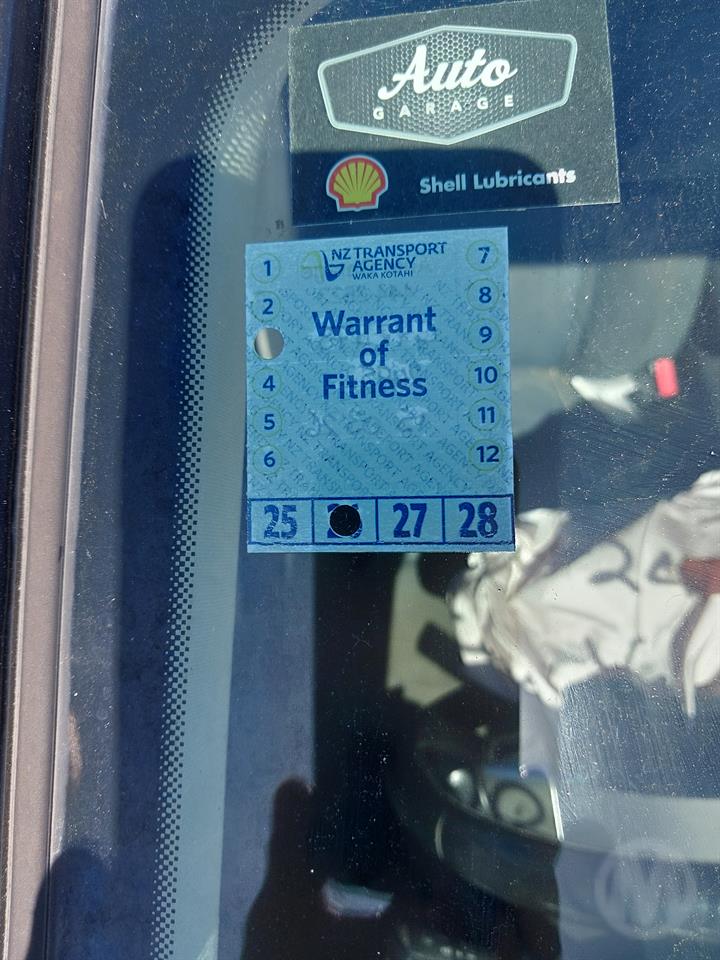 Auto
GARAGE
Shell Lubricants
NZ TRANSPORT
AGENCY
WAKA KOTAHI
1
2
4
5
6
Warrant
of
Fitness
7
8
9
10
11
12
25 27 28